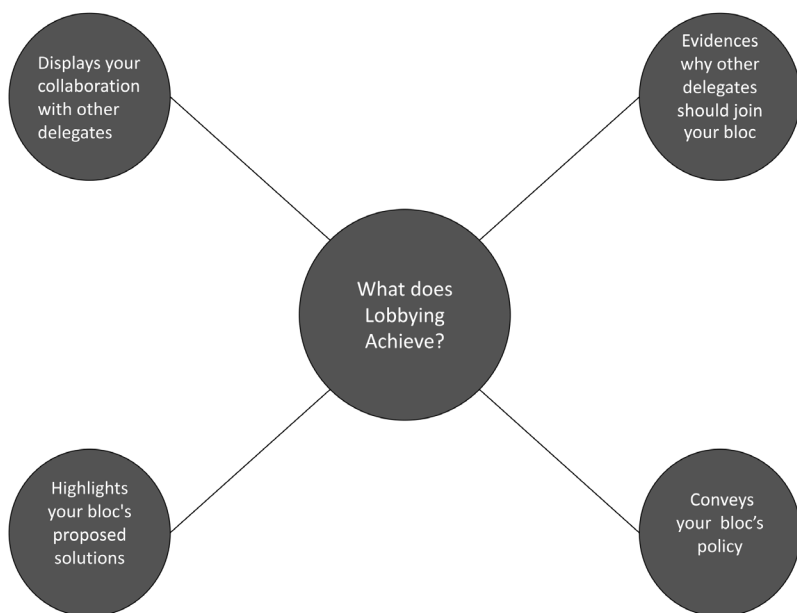 Displays your
collaboration
with other
delegates
Evidences
why other
delegates
should join
your bloc
What does
Lobbying
Achieve?
Highlights
your bloc's
proposed
solutions
Conveys
your  bloc’s
policy